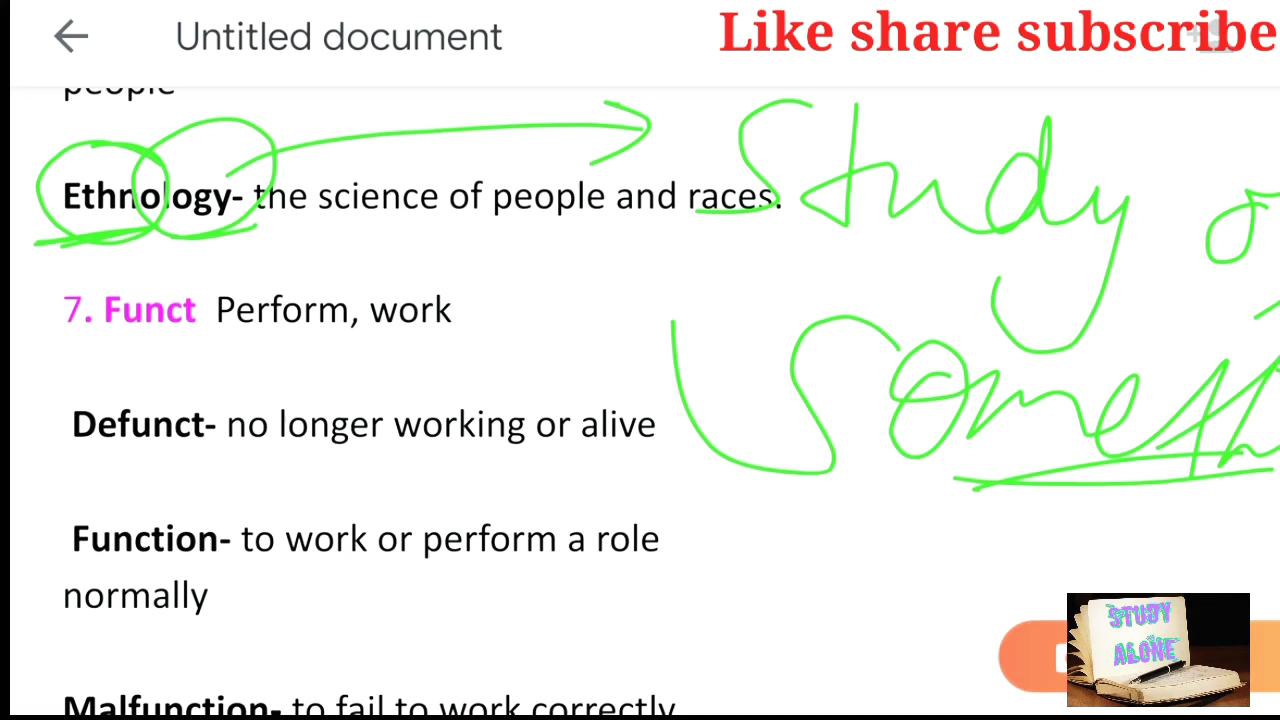 Untitled document
Like share subscribe
people
Ethnology- the science of people and races.
Study o
Someth
7. Funct Perform, work
Defunct- no longer working or alive
Function- to work or perform a role
normally
Malfunction- to fail to work correctly
STUDY
ALONE